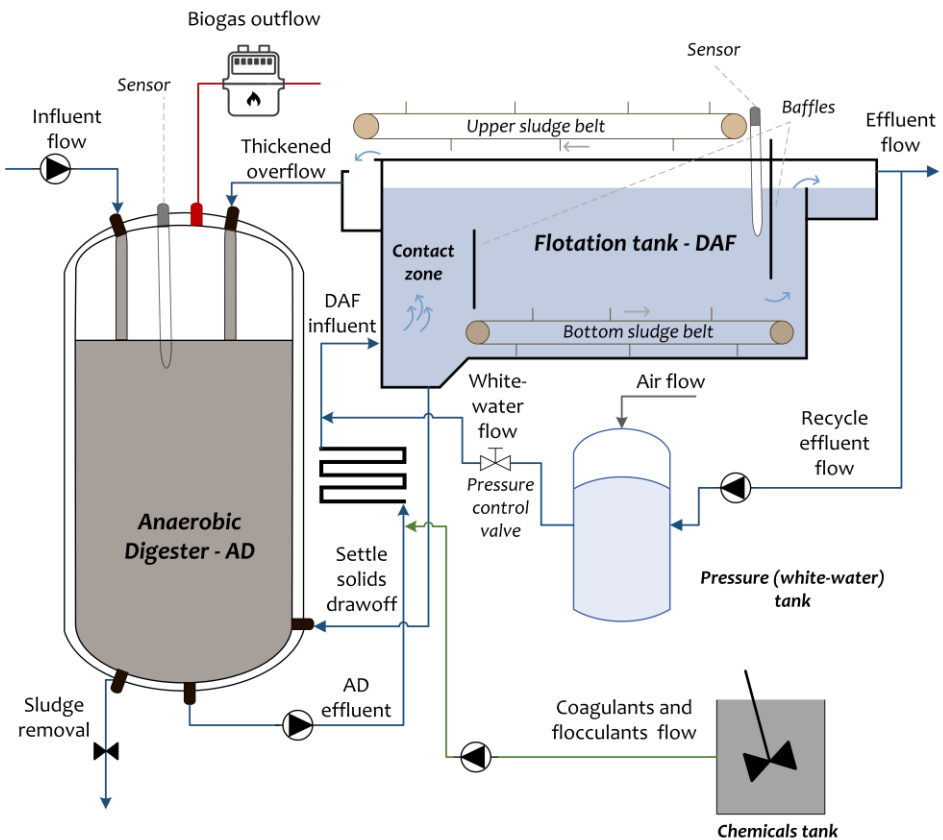 Biogas outflow
Sensor
Influent
flow
Thickened
overflow
Sensor
Baffles
Upper sludge belt
Effluent
flow
Contact
zone
Flotation tank - DAF
DAF
influent
Bottom sludge belt
White-
water
flow
Air flow
Pressure
control
valve
Recycle
effluent
flow
Anaerobic
Digester - AD
Settle
solids
drawoff
Pressure (white-water)
tank
Sludge
removal
AD
effluent
Coagulants and
flocculants flow
Chemicals tank